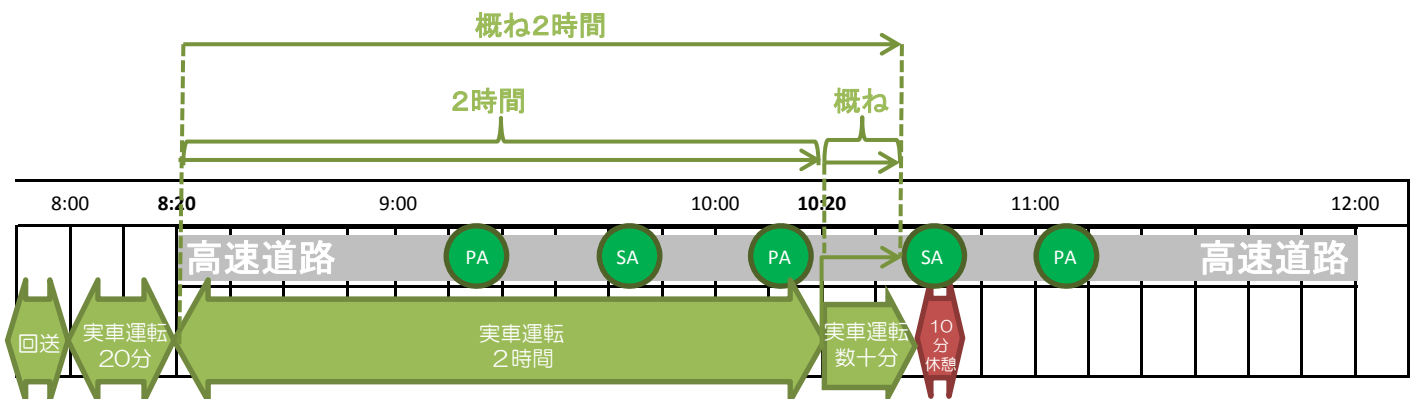 概ね2時間
2時間
概ね
8:00
8:20
9:00
10:00
10:20
11:00
12:00
高速道路
PA
SA
PA
SA
PA
高速道路
回送
実車運転
20分
実車運転
2時間
実車運転
数十分
10
分
休憩